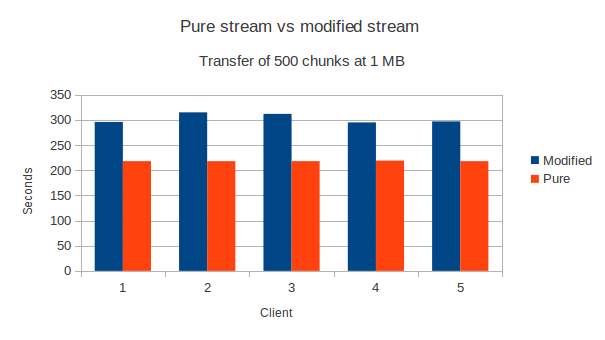 Pure stream vs modified stream
Transfer of 500 chunks at 1 MB
350
300
250
200
150
100
50
0
Seconds
1 2 3 4 5
Client
Modified
Pure